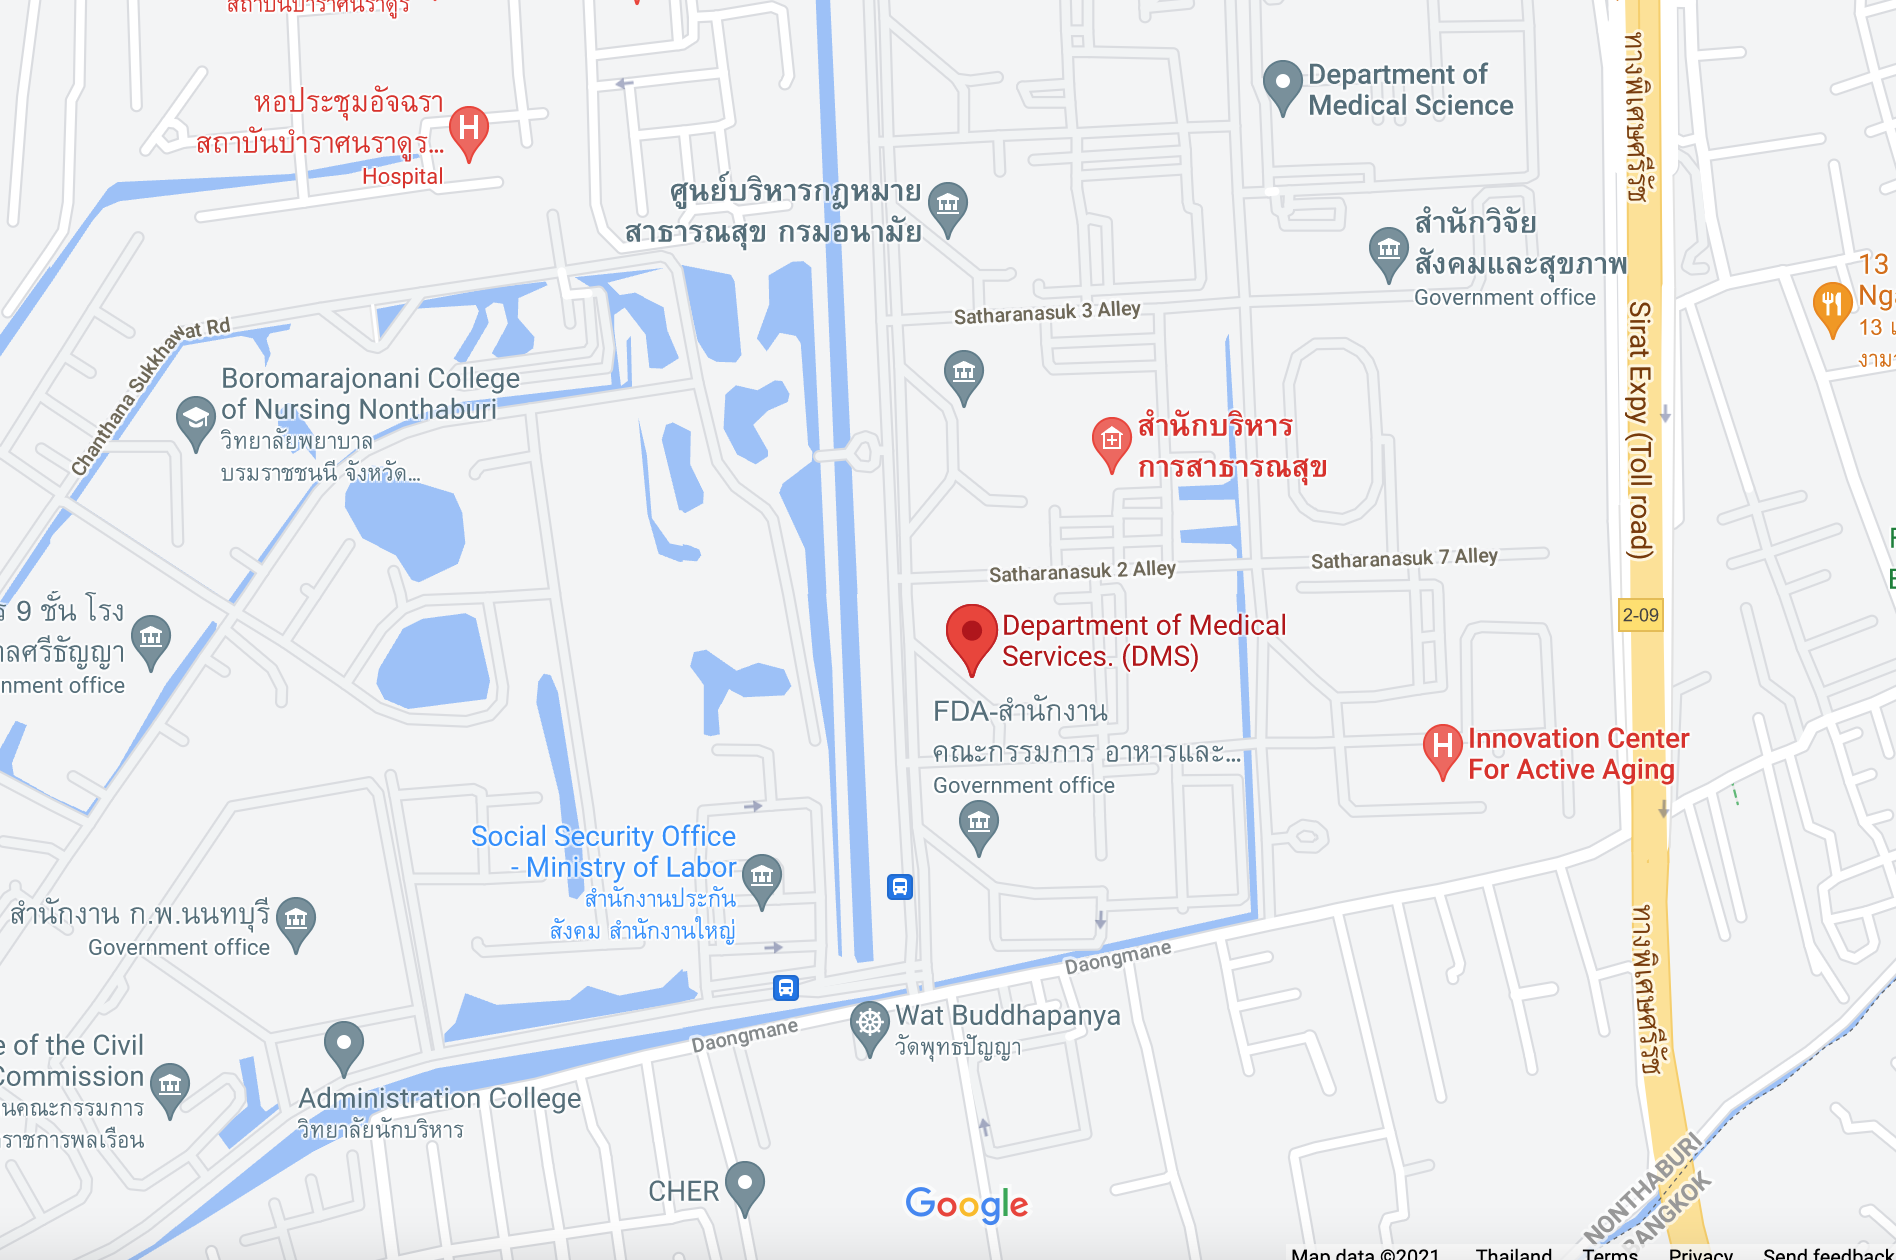 สถาบันบำราศนราดูร
หอประชุมอัจฉรา
สถาบันบำราศนราดูร...
Hospital
Department of
Medical Science
ทางพิเศษศรีรัช
ศูนย์บริหารกฎหมาย
สาธารณสุข กรมอนามัย
สำนักวิจัย
สังคมและสุขภาพ
Government office
13
Nga
13
งาม
Satharanasuk 3 Alley
Chanthana Sukkhawat Rd
Sirat Expy (Toll road)
Boromarajonani College
of Nursing Nonthaburi
วิทยาลัยพยาบาล
บรมราชชนนี จังหวัด...
สำนักบริหาร
การสาธารณสุข
Satharanasuk 2 Alley
Satharanasuk 7 Alley
ร 9 ชั้น โรง
าลศรีธัญญา
nment office
2-09
Department of Medical
Services. (DMS)
FDA-สำนักงาน
คณะกรรมการ อาหารและ...
Government office
Innovation Center
For Active Aging
Social Security Office
- Ministry of Labor
สำนักงานประกัน
สังคม สำนักงานใหญ่
สำนักงาน ก.พ.นนทบุรี
Government office
Daongmane
ทางพิเศษศรีรัช
Wat Buddhapanya
วัดพุทธปัญญา
Daongmane
e of the Civil
Commission
นคณะกรรมการ
ราชการพลเรือน
Administration College
วิทยาลัยนักบริหาร
CHER
Google
NONTHABURI
BANGKOK
Map data ©2021 Thailand Terms Privacy Send feedback